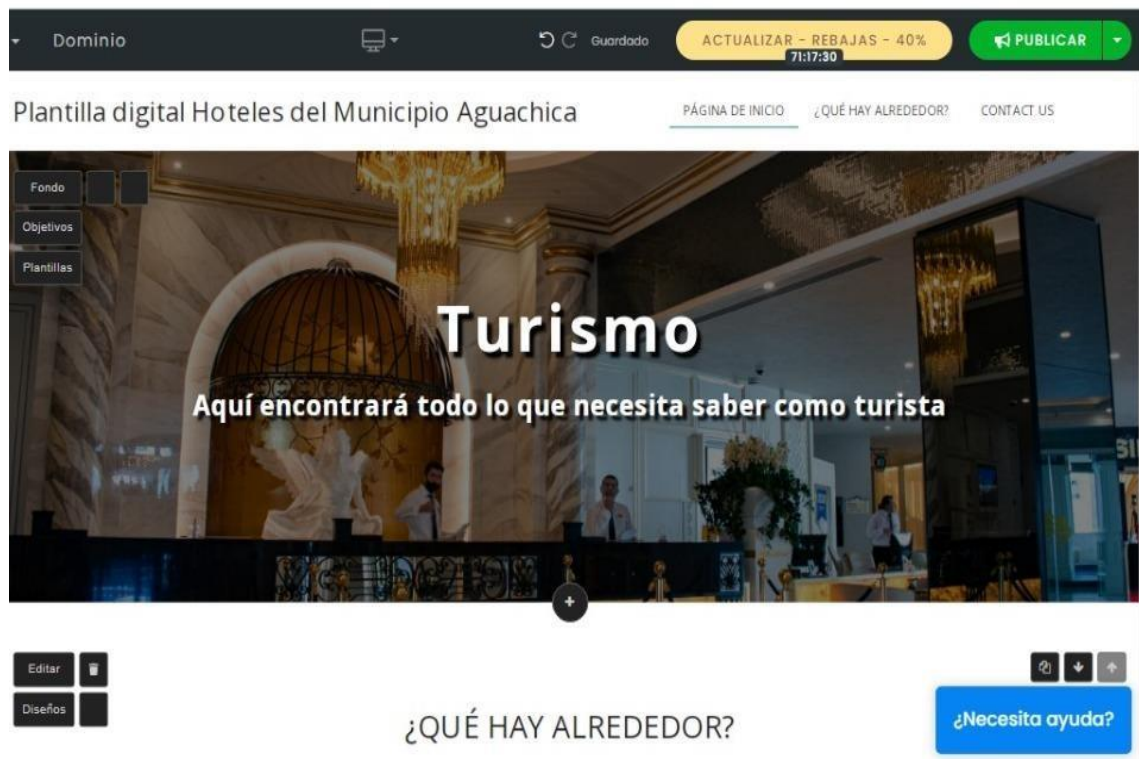 Dominio
Guardado
ACTUALIZAR - REBAJAS - 40%
71:17:30
PUBLICAR
Plantilla digital Hoteles del Municipio Aguachica
PÁGINA DE INICIO
¿QUÉ HAY ALREDEDOR?
CONTACT US
Fondo
Objetivos
Plantillas
Turismo
Aquí encontrará todo lo que necesita saber como turista
Editar
Diseños
¿QUÉ HAY ALREDEDOR?
¿Necesita ayuda?